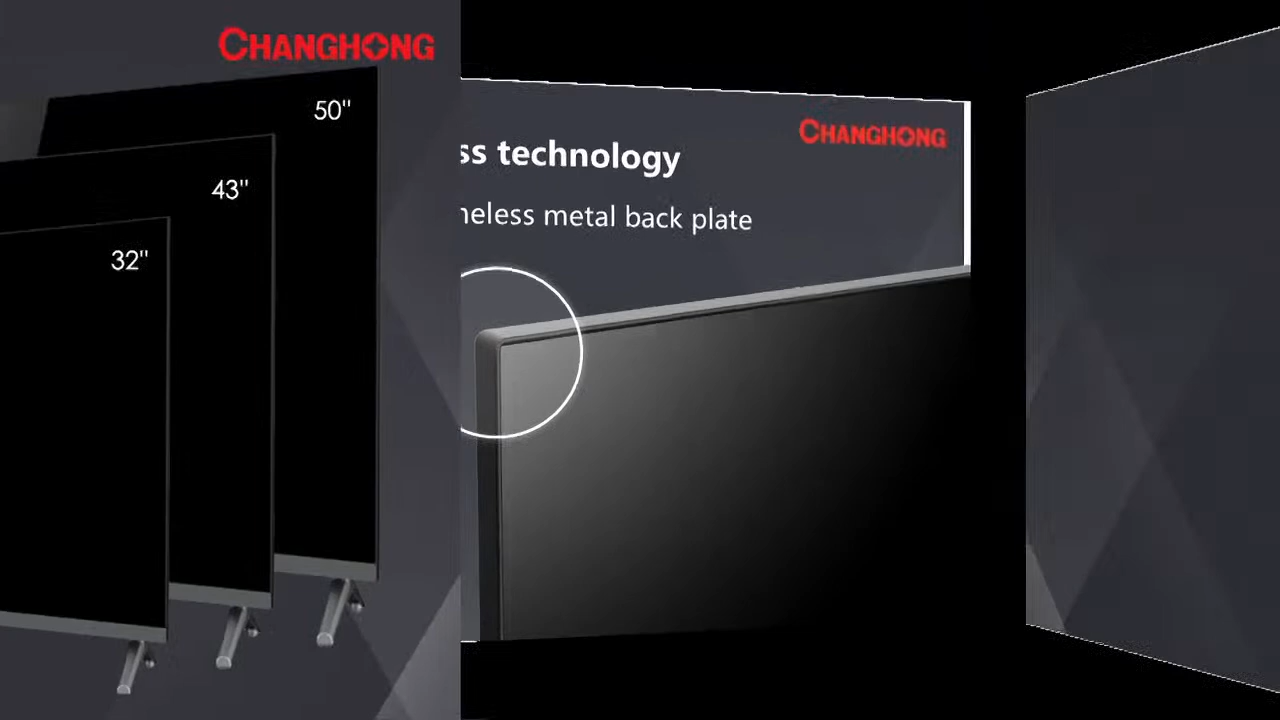 CHANGHONG
50"
43"
32"
CHANGHONG
ss technology
neless metal back plate